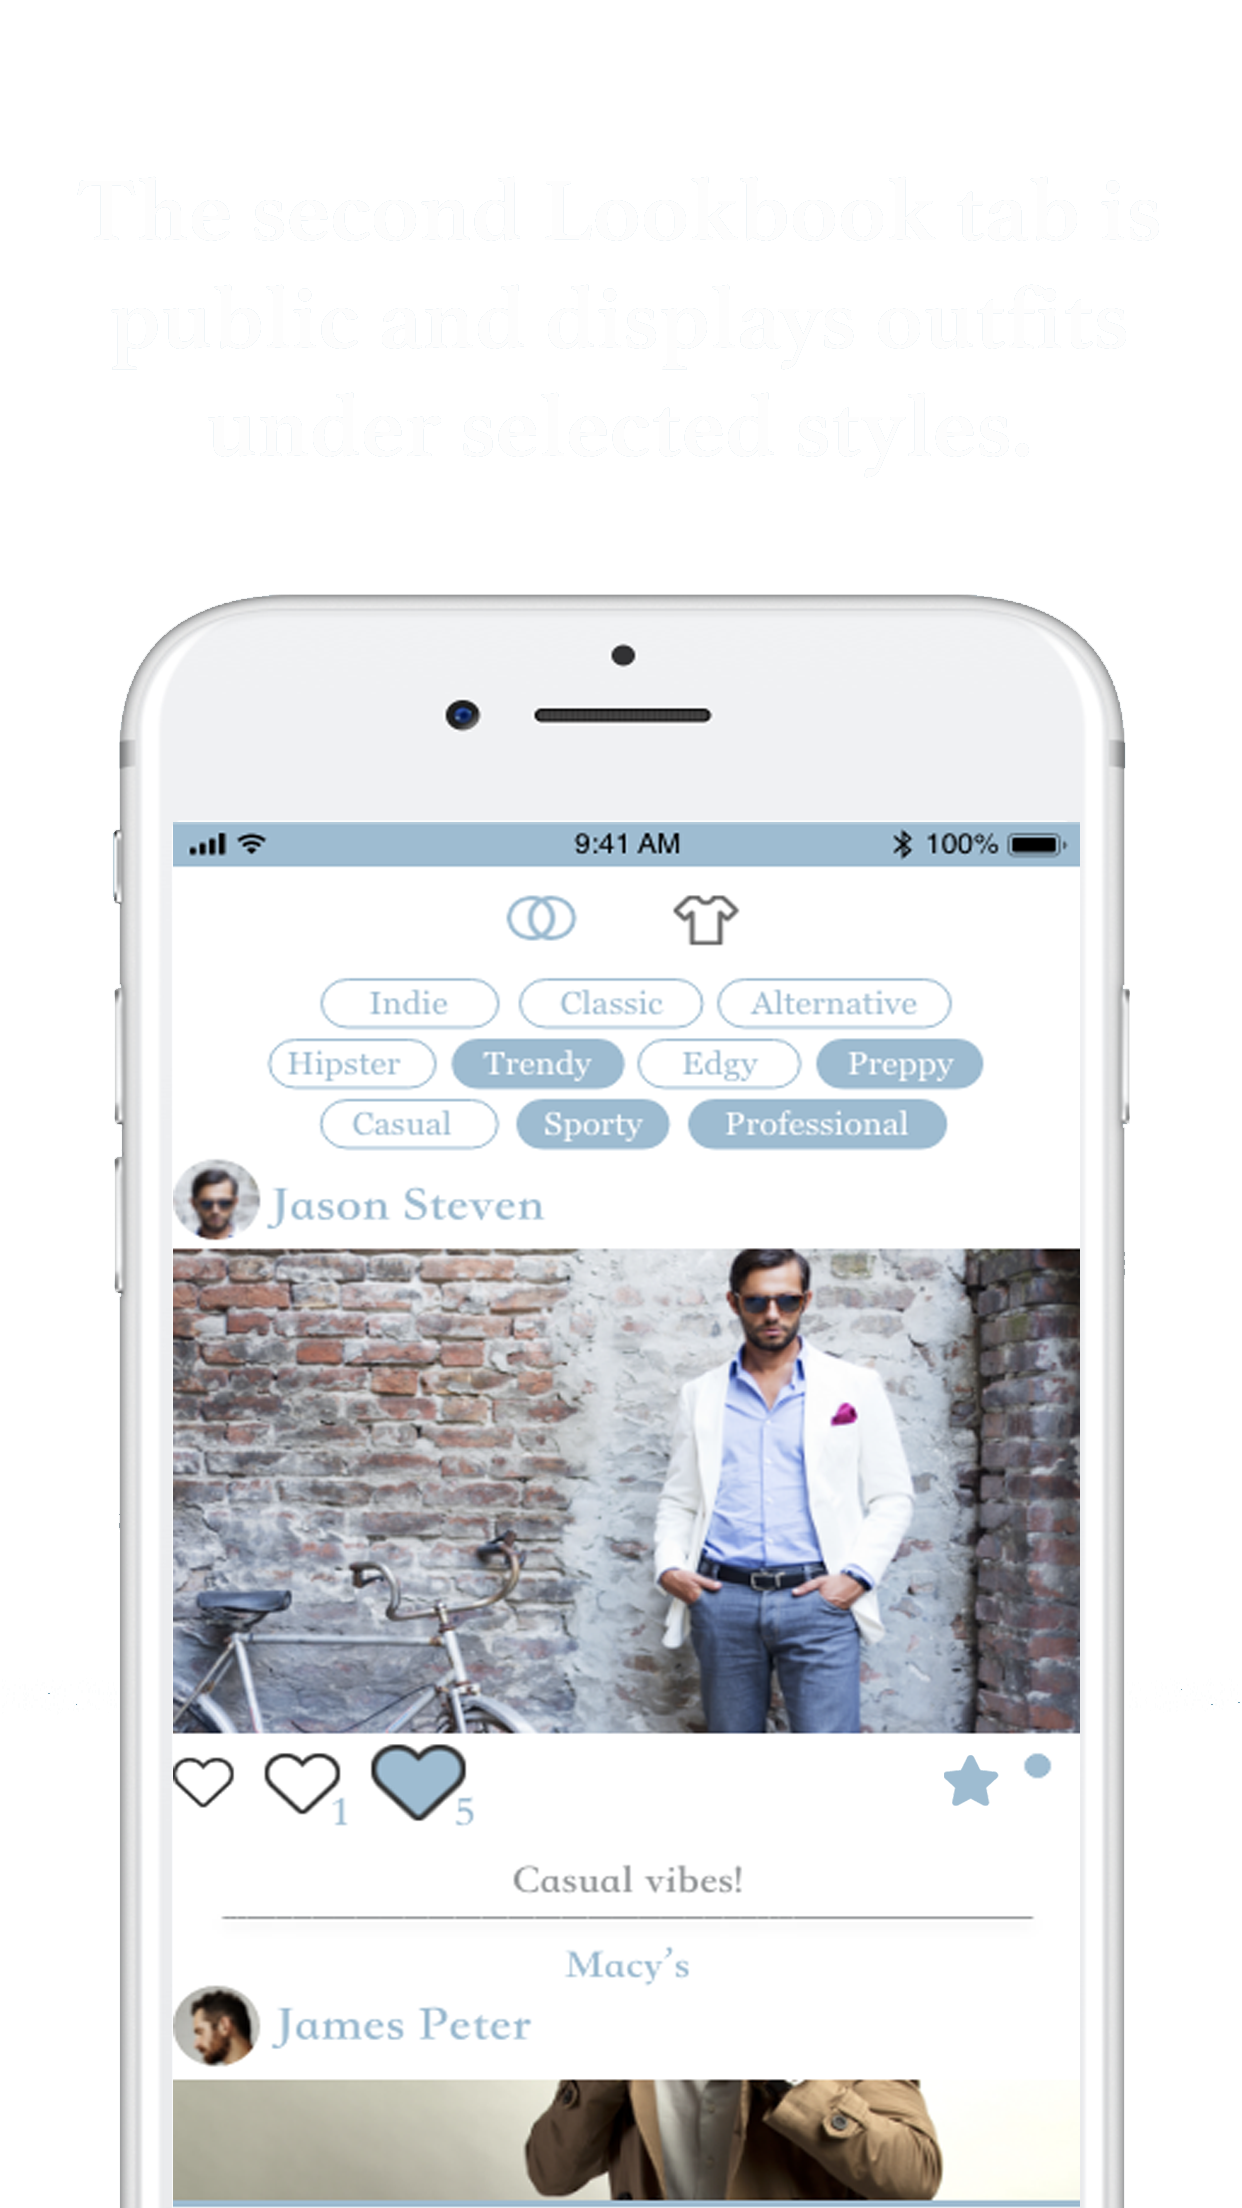 The second Lookbook tab is
public and displays outfits
under selected styles.
9:41 AM 100%
Indie Classic Alternative
Hipster Trendy Edgy Preppy
Casual Sporty Professional
Jason Steven
1 5
Casual vibes!
Macy’s
James Peter